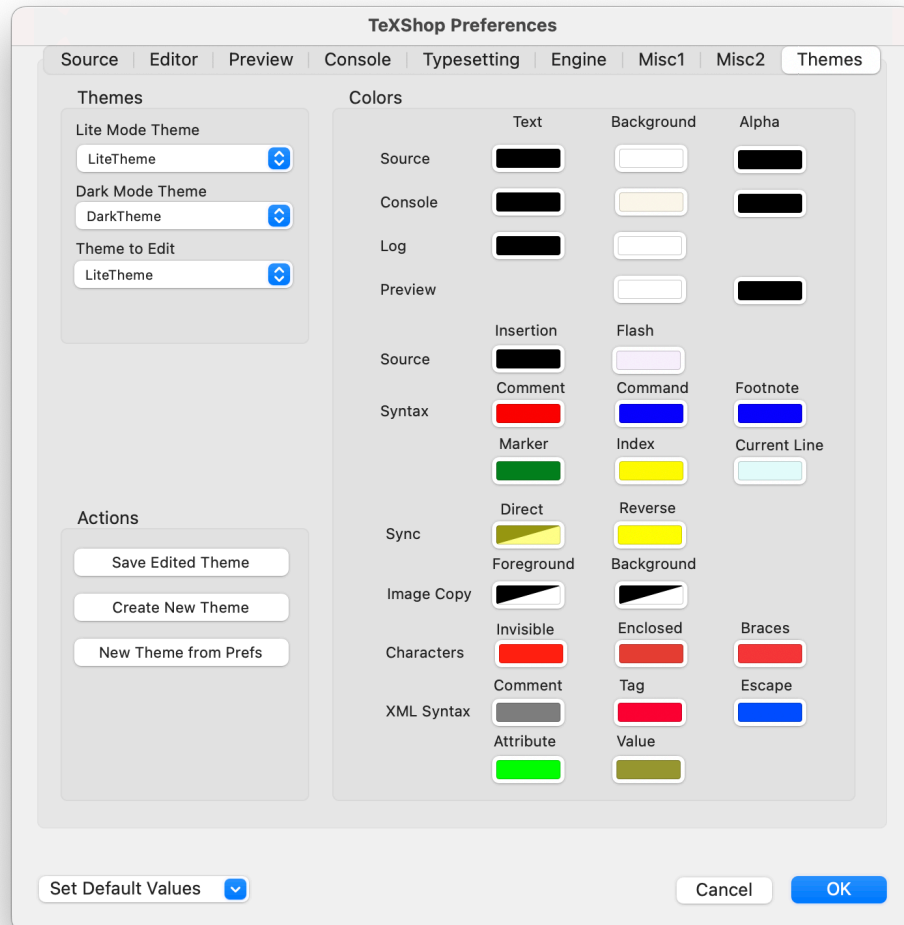 TeXShop Preferences
Source Editor Preview Console Typesetting Engine Misc1 Misc2 Themes
Themes
Lite Mode Theme
LiteTheme
Dark Mode Theme
DarkTheme
Theme to Edit
LiteTheme
Actions
Save Edited Theme
Create New Theme
New Theme from Prefs
Colors
Text Background Alpha
Source
Console
Log
Preview
Insertion Flash
Source
Comment Command Footnote
Syntax
Marker Index Current Line
Direct Reverse
Sync
Foreground Background
Image Copy
Invisible Enclosed Braces
Characters
Comment Tag Escape
XML Syntax
Attribute Value
Set Default Values
Cancel OK